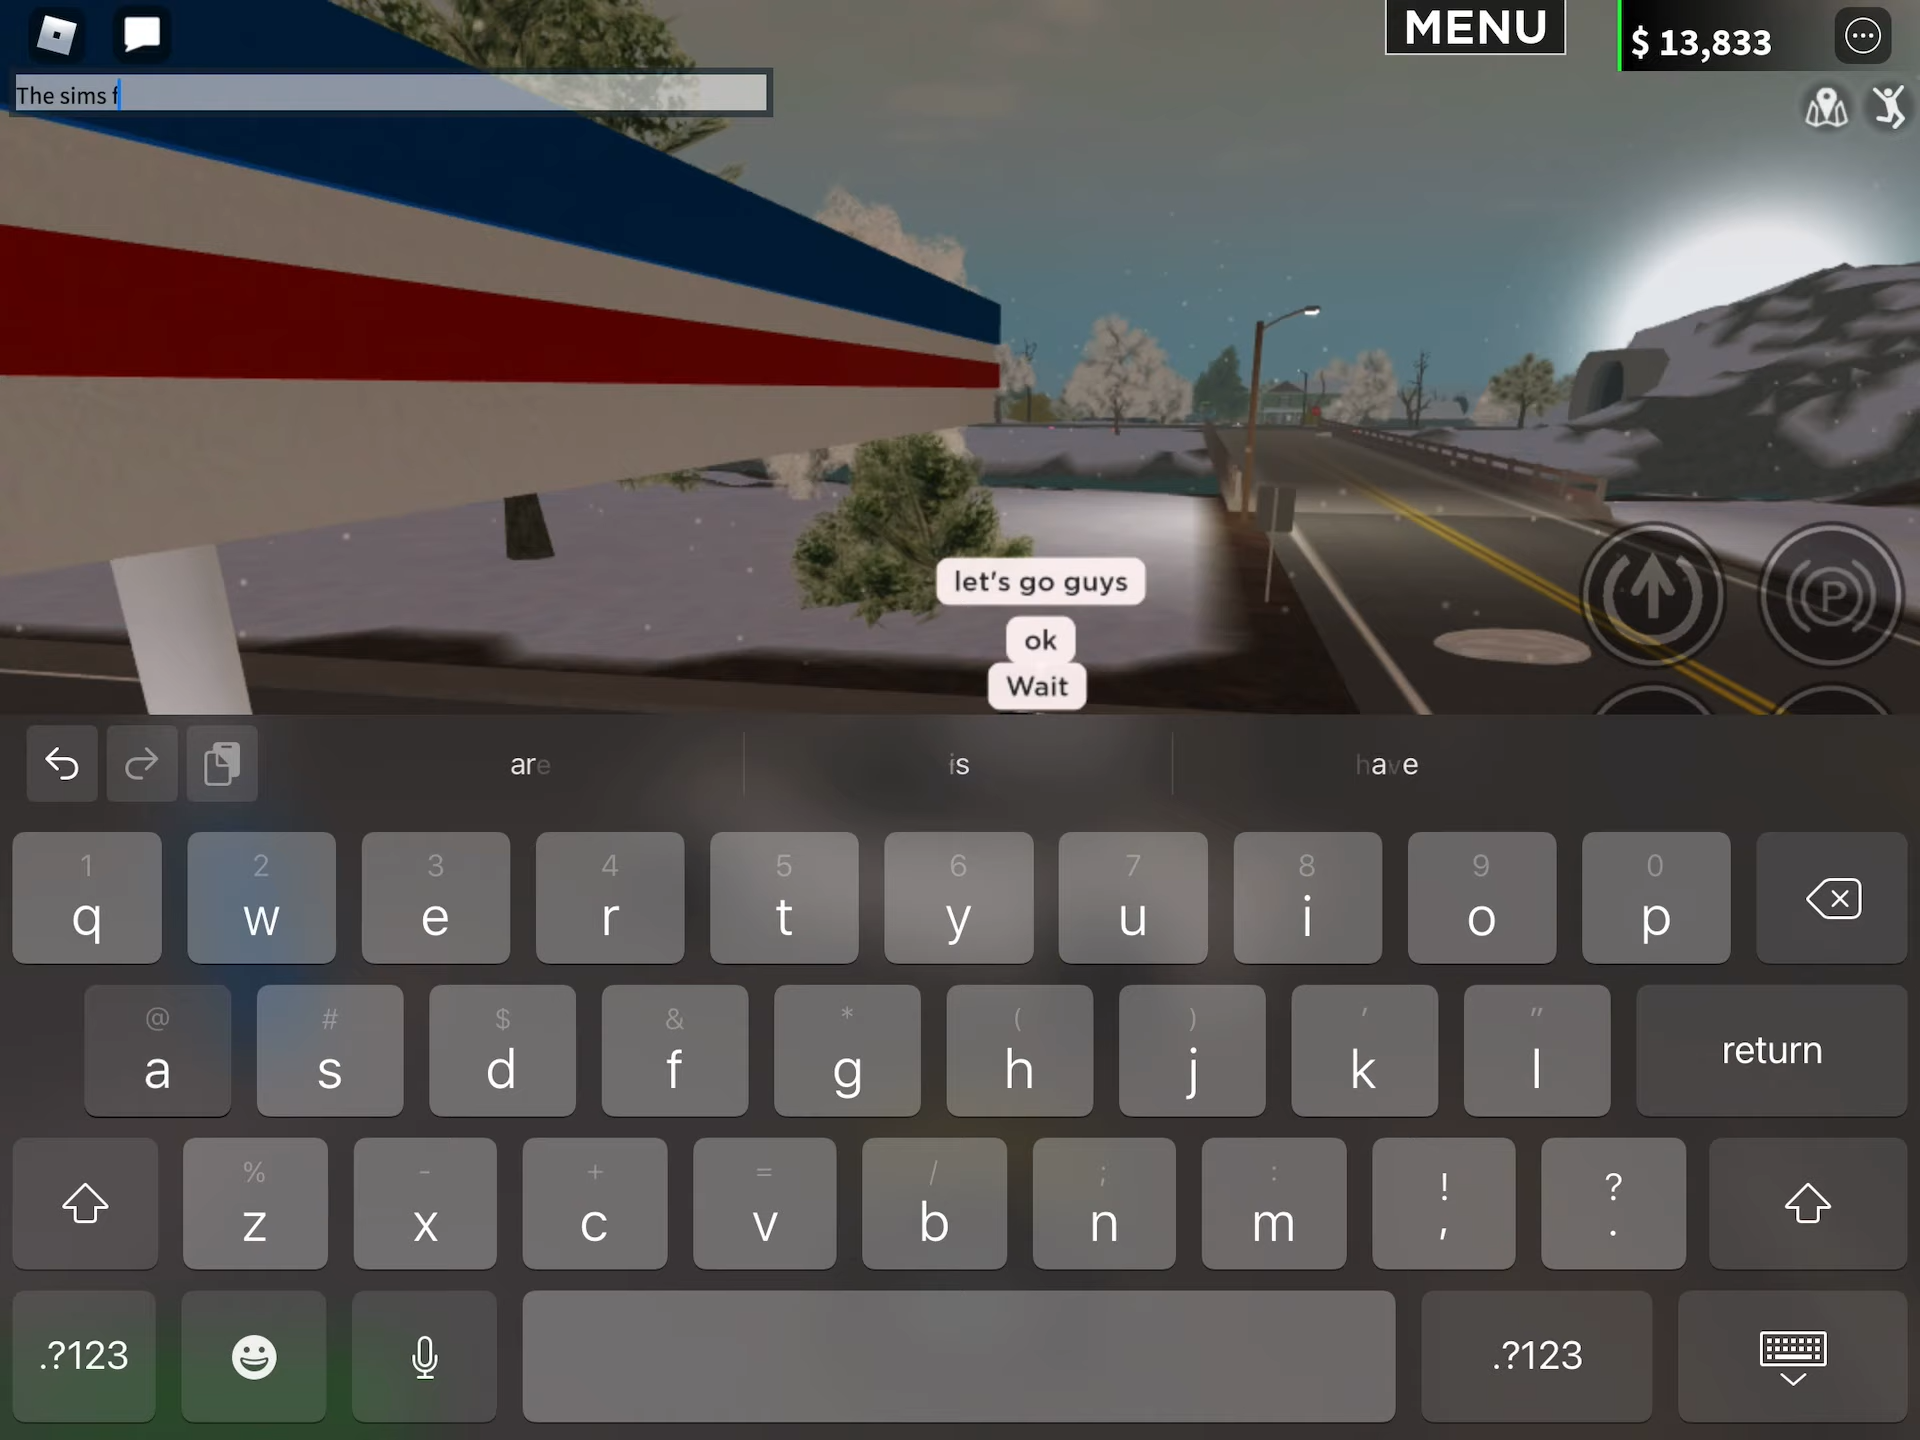 MENU
$ 13,833
The sims f
let's go guys
ok
Wait
P
are
is
have
1 2 3 4 5 6 7 8 9 0
q w e r t y u i o p
@ # $ & * ( ) ' "
a s d f g h j k l return
% - + = / ; : ! ?
z x c v b n m , .
.?123 .?123